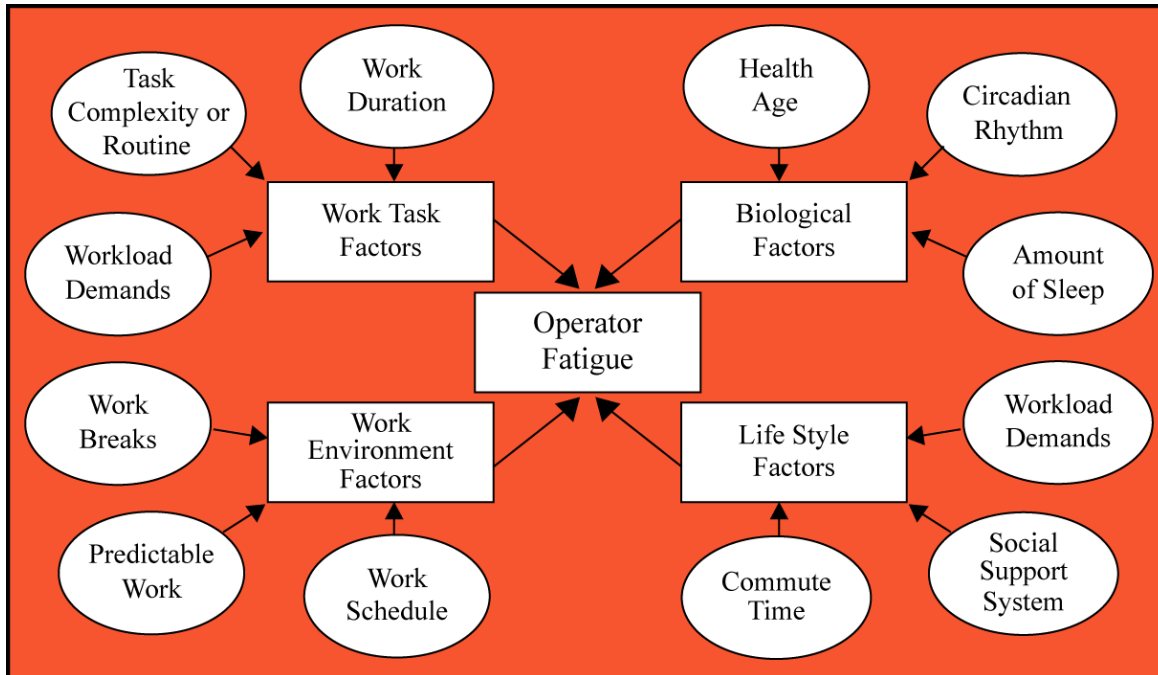 Task
Complexity or
Routine
Work
Duration
Health
Age
Circadian
Rhythm
Work Task
Factors
Biological
Factors
Workload
Demands
Amount
of Sleep
Operator
Fatigue
Work
Breaks
Work
Environment
Factors
Life Style
Factors
Workload
Demands
Predictable
Work
Work
Schedule
Commute
Time
Social
Support
System